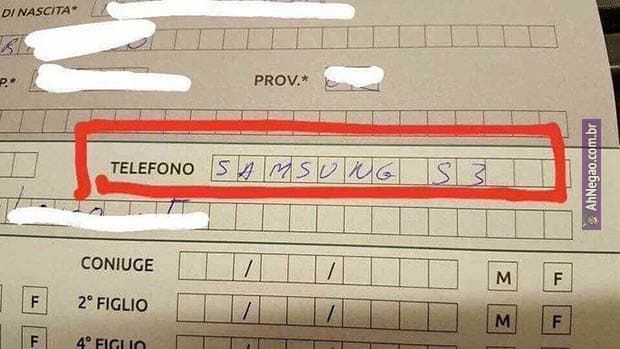 DI NASCITA*
P.*
PROV.*
TELEFONO SAMSUNG S3
CONIUGE / / M F
F 2° FIGLIO / / M F
F 4° FIGLIO
AhNegao.com.br